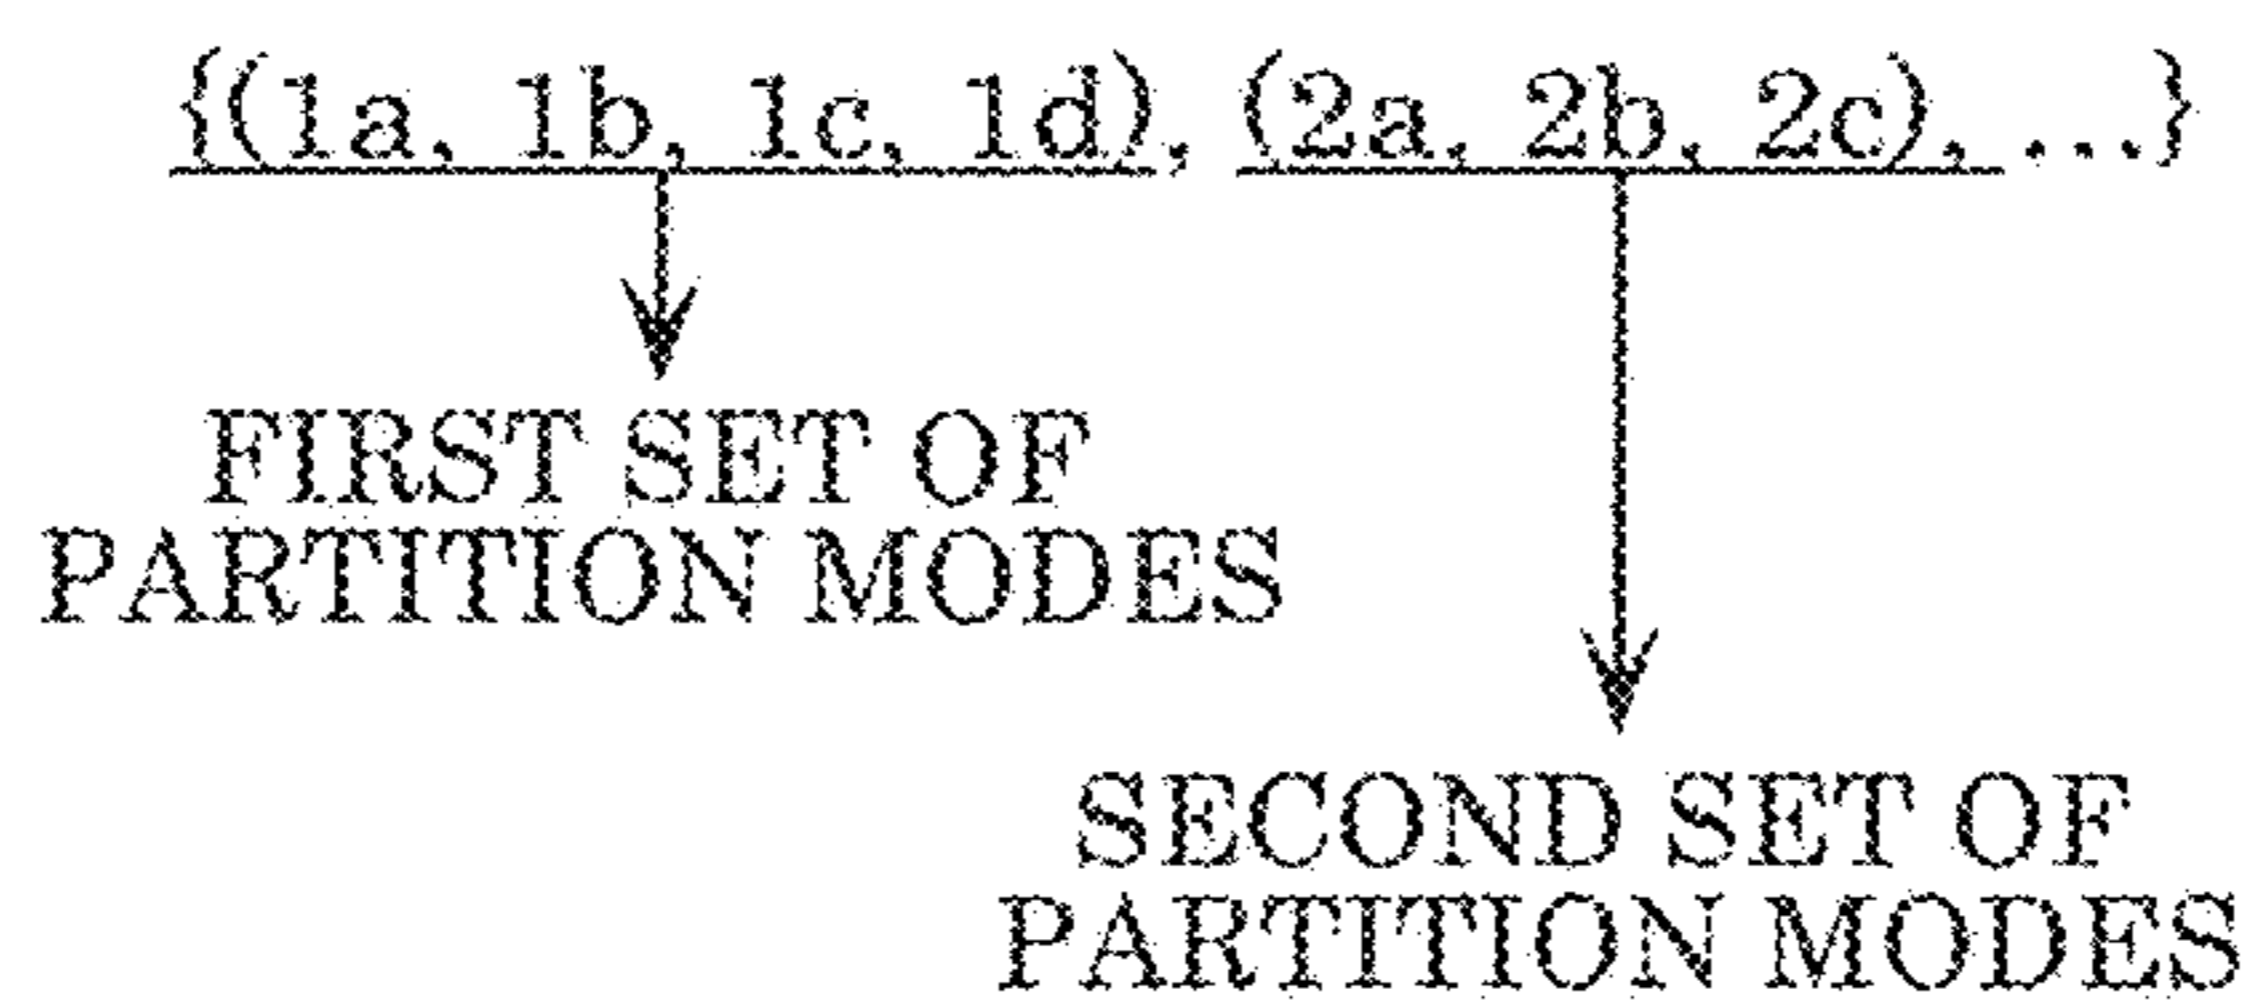 {(1a, 1b, 1c, 1d), (2a, 2b, 2c), ...}
FIRST SET OF
PARTITION MODES
SECOND SET OF
PARTITION MODES